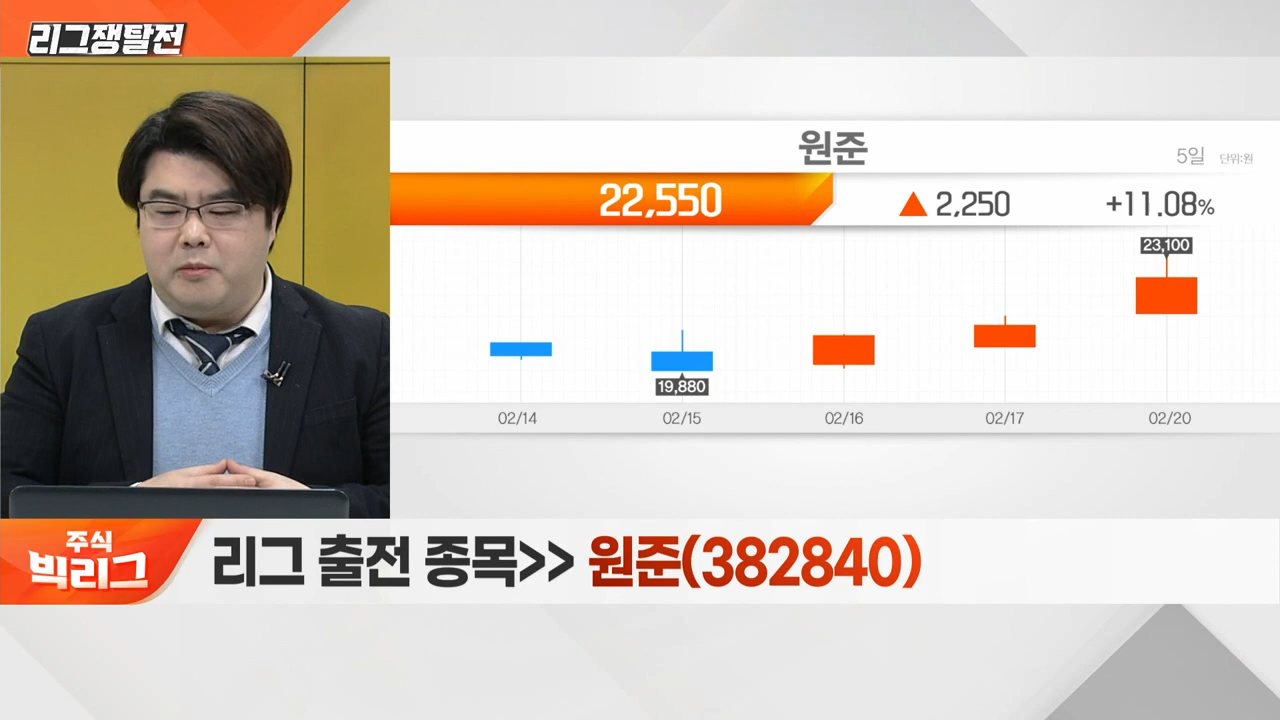 리그쟁탈전
원준
5일 단위:원
22,550 ▲ 2,250 +11.08%
23,100
19,880
02/14 02/15 02/16 02/17 02/20
주식
빅리그
리그 출전 종목>> 원준(382840)